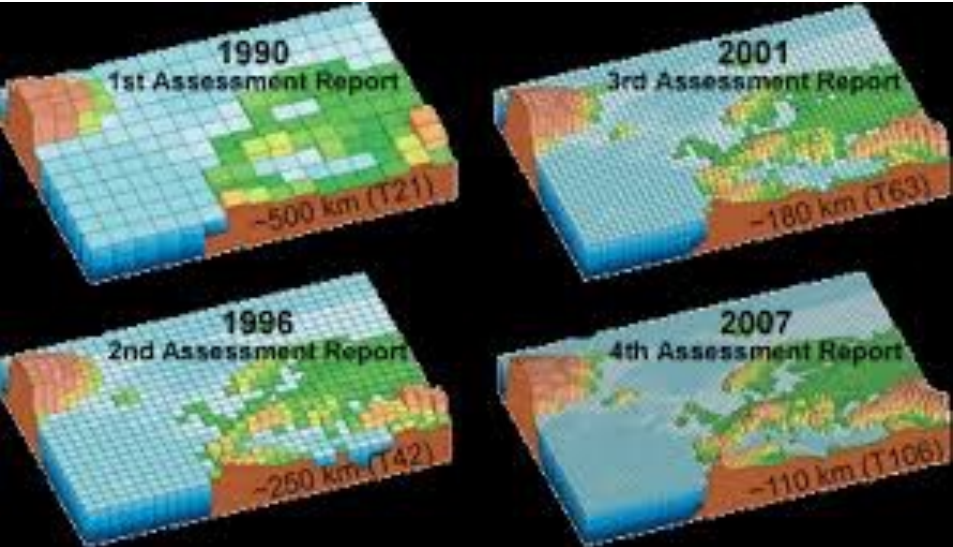 1990
1st Assessment Report
~500 km (T21)
2001
3rd Assessment Report
~180 km (T63)
1996
2nd Assessment Report
~250 km (T42)
2007
4th Assessment Report
~110 km (T106)